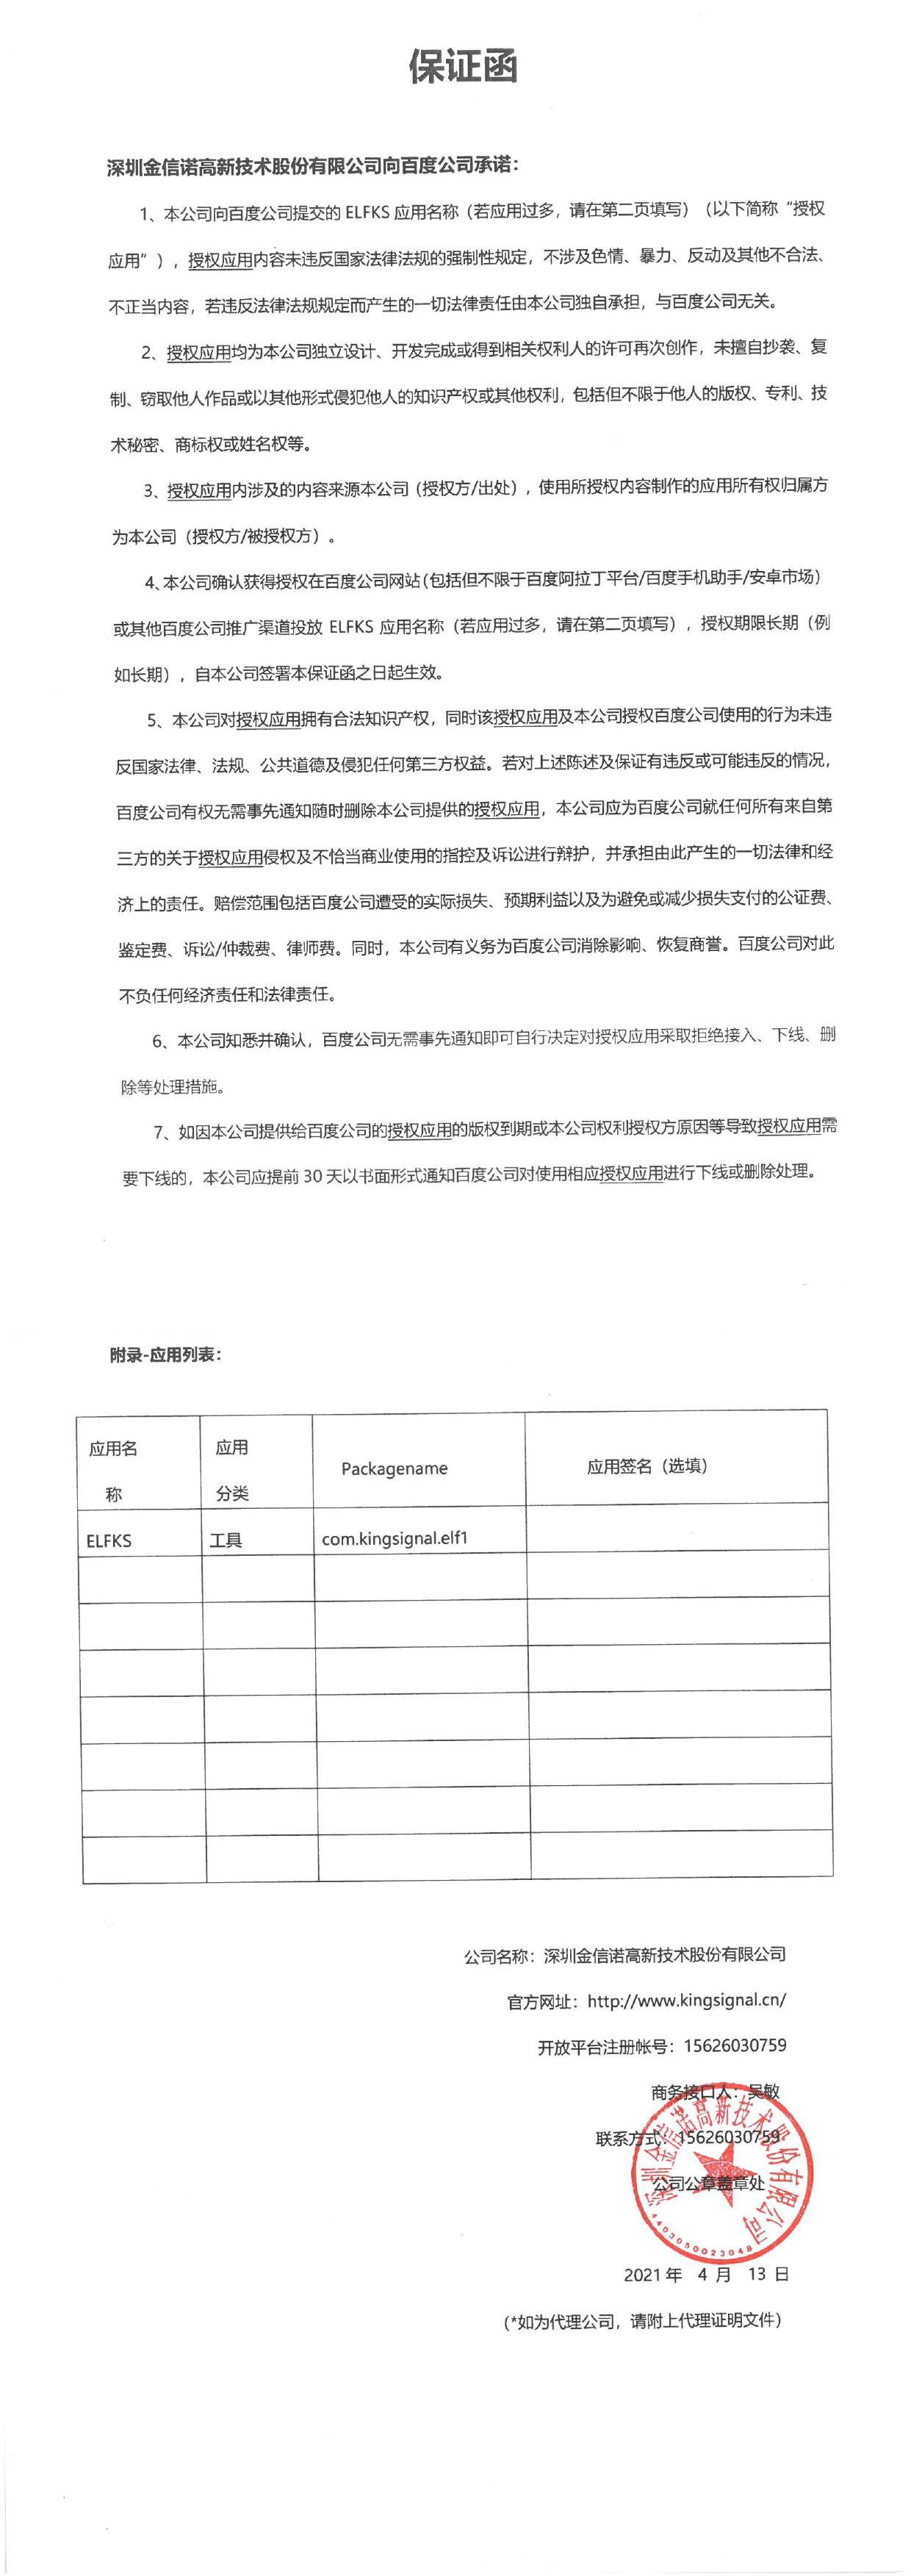 保证函
深圳金信诺高新技术股份有限公司向百度公司承诺：
1、本公司向百度公司提交的 ELFKS 应用名称（若应用过多，请在第二页填写）（以下简称“授权
应用”），授权应用内容未违反国家法律法规的强制性规定，不涉及色情、暴力、反动及其他不合法、
不正当内容，若违反法律法规规定而产生的一切法律责任由本公司独自承担，与百度公司无关。
2、授权应用均为本公司独立设计、开发完成或得到相关权利人的许可再次创作，未擅自抄袭、复
制、窃取他人作品或以其他形式侵犯他人的知识产权或其他权利，包括但不限于他人的版权、专利、技
术秘密、商标权或姓名权等。
3、授权应用内涉及的内容来源本公司（授权方/出处），使用所授权内容制作的应用所有权归属方
为本公司（授权方/被授权方）。
4、本公司确认获得授权在百度公司网站（包括但不限于百度阿拉丁平台/百度手机助手/安卓市场）
或其他百度公司推广渠道投放 ELFKS 应用名称（若应用过多，请在第二页填写），授权期限长期（例
如长期），自本公司签署本保证函之日起生效。
5、本公司对授权应用拥有合法知识产权，同时该授权应用及本公司授权百度公司使用的行为未违
反国家法律、法规、公共道德及侵犯任何第三方权益。若对上述陈述及保证有违反或可能违反的情况，
百度公司有权无需事先通知随时删除本公司提供的授权应用，本公司应为百度公司就任何所有来自第
三方的关于授权应用侵权及不恰当商业使用的指控及诉讼进行辩护，并承担由此产生的一切法律和经
济上的责任。赔偿范围包括百度公司遭受的实际损失、预期利益以及为避免或减少损失支付的公证费、
鉴定费、诉讼/仲裁费、律师费。同时，本公司有义务为百度公司消除影响、恢复商誉。百度公司对此
不负任何经济责任和法律责任。
6、本公司知悉并确认，百度公司无需事先通知即可自行决定对授权应用采取拒绝接入、下线、删
除等处理措施。
7、如因本公司提供给百度公司的授权应用的版权到期或本公司权利授权方原因等导致授权应用需
要下线的，本公司应提前 30 天以书面形式通知百度公司对使用相应授权应用进行下线或删除处理。
附录-应用列表：
应用名称 应用分类 Packagename 应用签名（选填）
ELFKS 工具 com.kingsignal.elf1
公司名称：深圳金信诺高新技术股份有限公司
官方网址：http://www.kingsignal.cn/
开放平台注册帐号：15626030759
商务接口人：吴敏
联系方式：15626030759
公司公章盖章处
深圳金信诺高新技术股份有限公司
4403050023048
2021 年 4 月 13 日
（*如为代理公司，请附上代理证明文件）